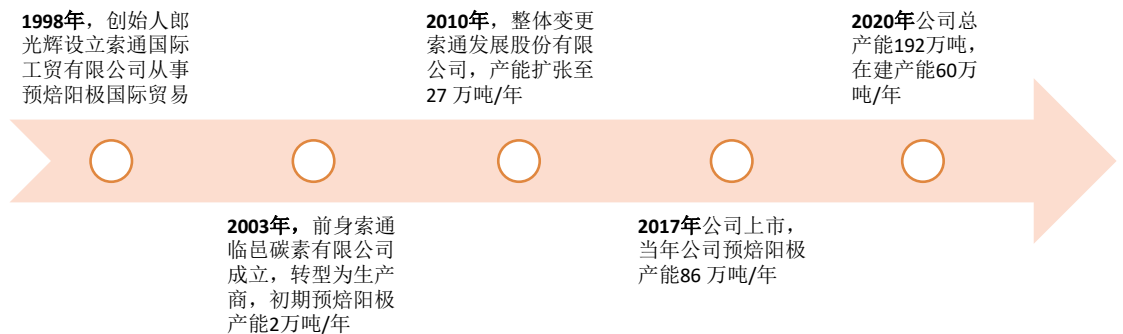 1998年，创始人郎
光辉设立索通国际
工贸有限公司从事
预焙阳极国际贸易
2003年，前身索通
临邑碳素有限公司
成立，转型为生产
商，初期预焙阳极
产能2万吨/年
2010年，整体变更
索通发展股份有限
公司，产能扩张至
27 万吨/年
2017年公司上市，
当年公司预焙阳极
产能86 万吨/年
2020年公司总
产能192万吨，
在建产能60万
吨/年